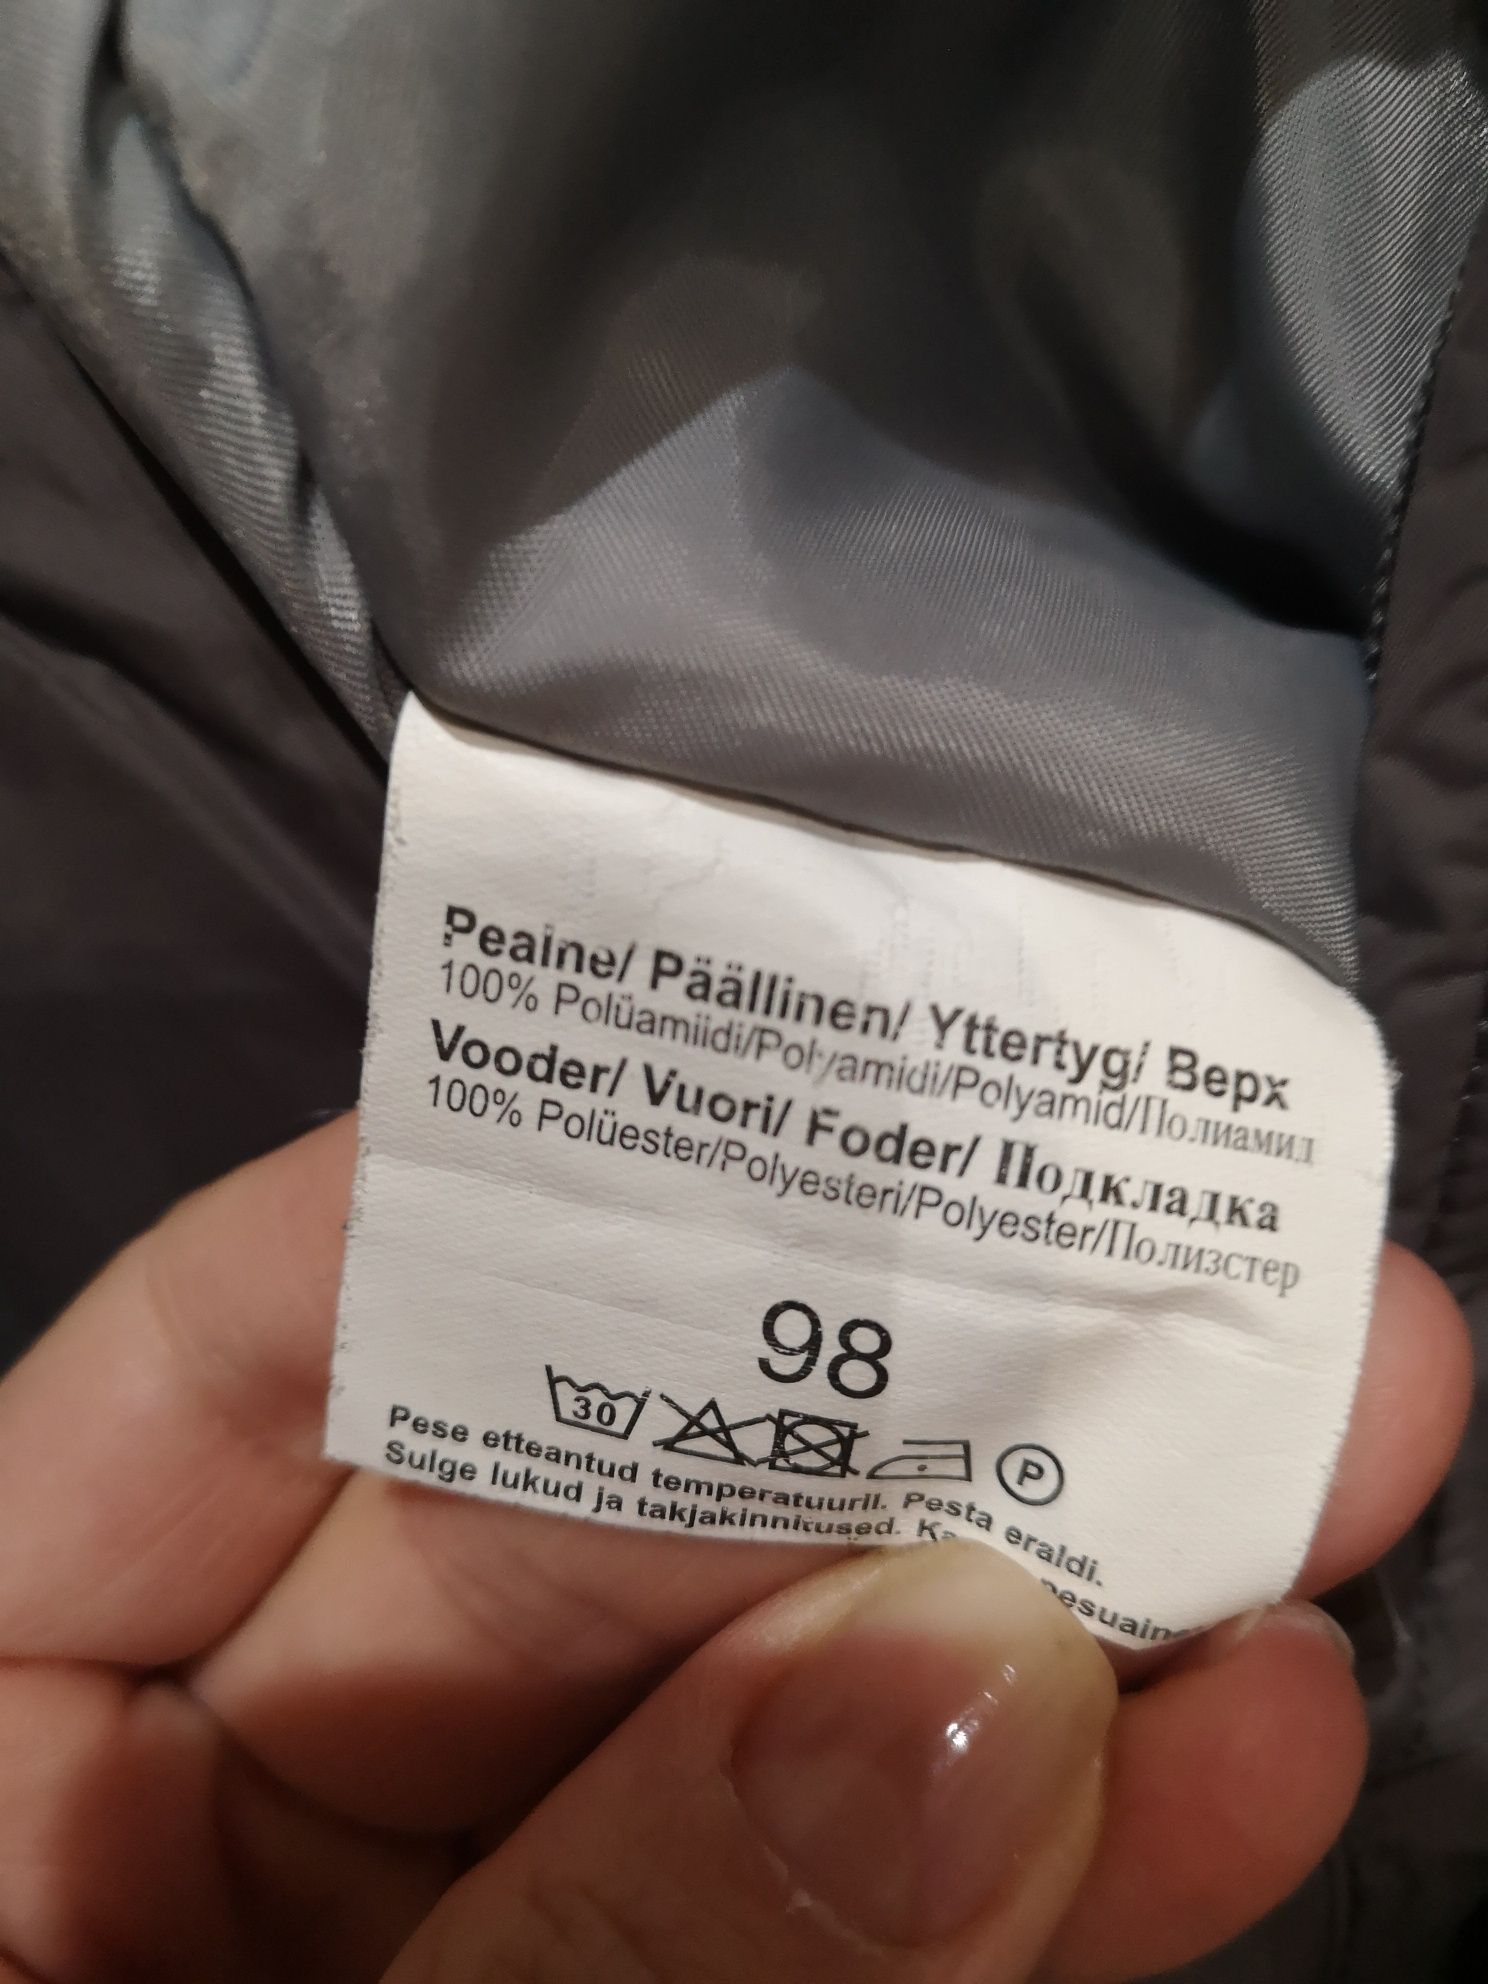 Peaine/ Päällinen/ Yttertyg/ Верх
100% Polüamiidi/Polyamidi/Polyamid/Полиамид
Vooder/ Vuori/ Foder/ Подкладка
100% Polüester/Polyesteri/Polyester/Полиэстер
98
30
P
Pese etteantud temperatuuril. Pesta eraldi.
Sulge lukud ja takjakinnitused.